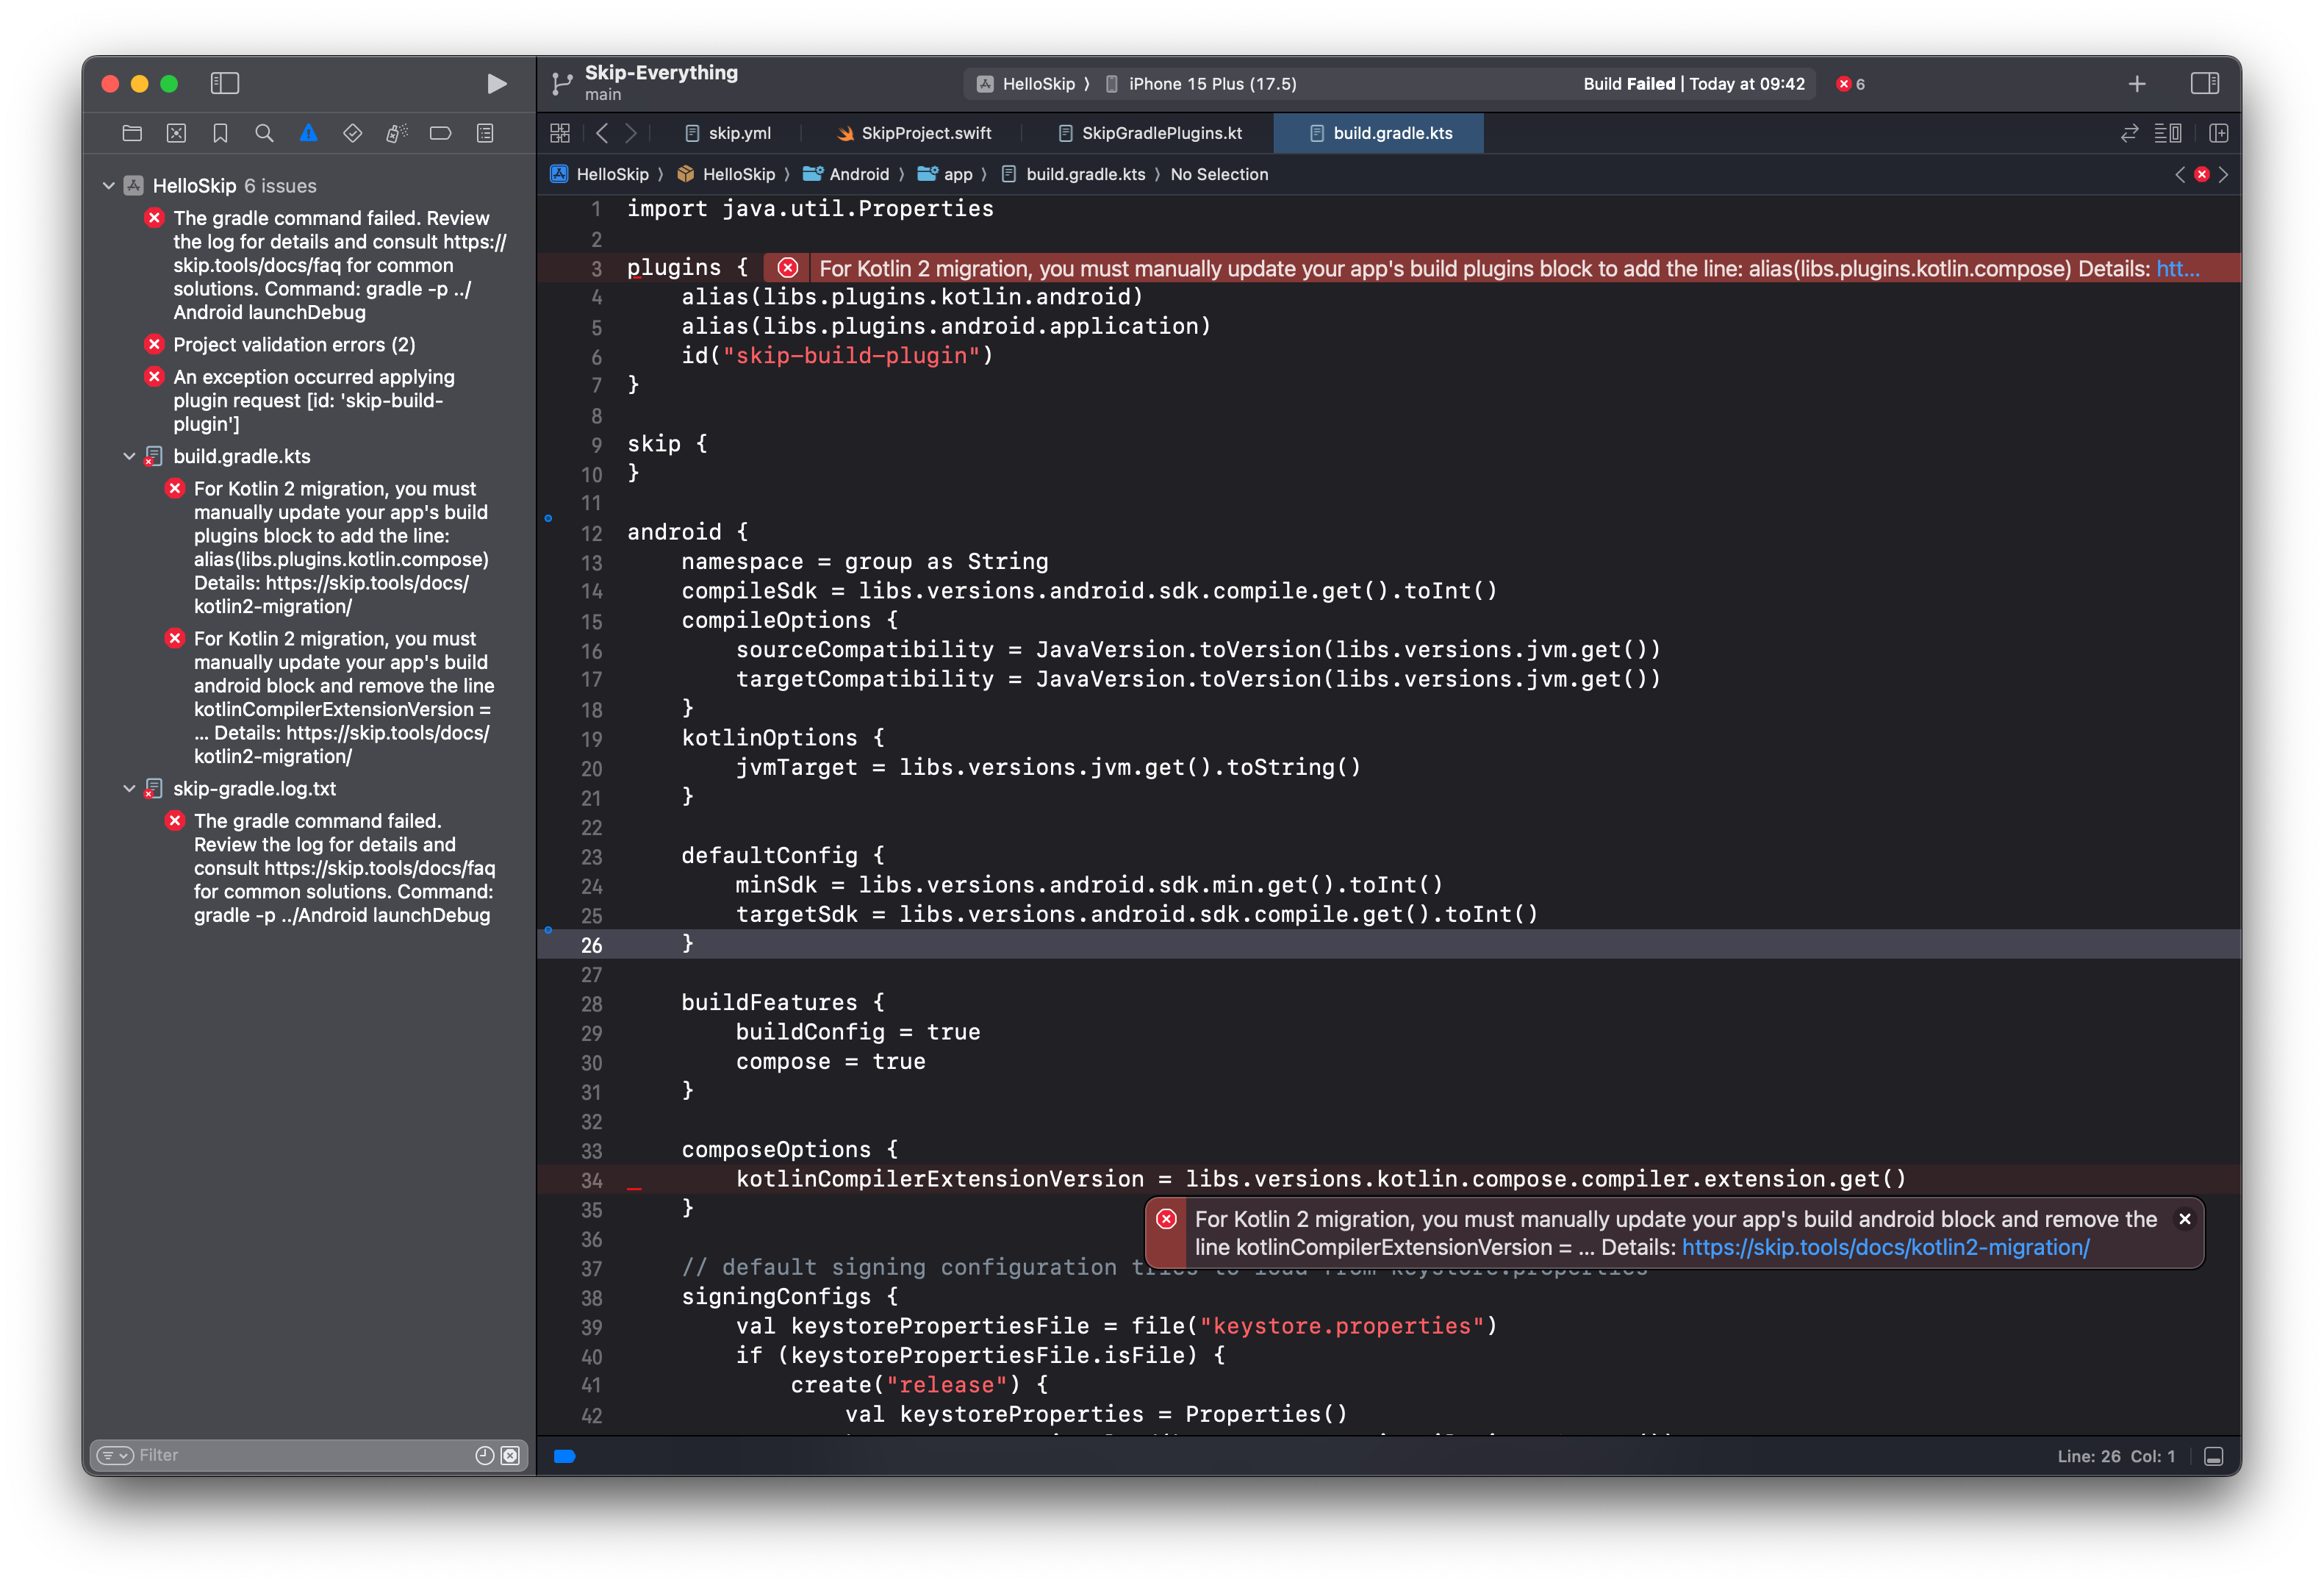 Skip-Everything
main
HelloSkip 〉 iPhone 15 Plus (17.5)
Build Failed | Today at 09:42
6
skip.yml
SkipProject.swift
SkipGradlePlugins.kt
build.gradle.kts
HelloSkip 〉 HelloSkip 〉 Android 〉 app 〉 build.gradle.kts 〉 No Selection
HelloSkip 6 issues
The gradle command failed. Review
the log for details and consult https://
skip.tools/docs/faq for common
solutions. Command: gradle -p ../
Android launchDebug
Project validation errors (2)
An exception occurred applying
plugin request [id: 'skip-build-
plugin']
build.gradle.kts
For Kotlin 2 migration, you must
manually update your app's build
plugins block to add the line:
alias(libs.plugins.kotlin.compose)
Details: https://skip.tools/docs/
kotlin2-migration/
For Kotlin 2 migration, you must
manually update your app's build
android block and remove the line
kotlinCompilerExtensionVersion =
... Details: https://skip.tools/docs/
kotlin2-migration/
skip-gradle.log.txt
The gradle command failed.
Review the log for details and
consult https://skip.tools/docs/faq
for common solutions. Command:
gradle -p ../Android launchDebug
Filter
1 import java.util.Properties
2
3 plugins { For Kotlin 2 migration, you must manually update your app's build plugins block to add the line: alias(libs.plugins.kotlin.compose) Details: htt...
4 alias(libs.plugins.kotlin.android)
5 alias(libs.plugins.android.application)
6 id("skip-build-plugin")
7 }
8
9 skip {
10 }
11
12 android {
13 namespace = group as String
14 compileSdk = libs.versions.android.sdk.compile.get().toInt()
15 compileOptions {
16 sourceCompatibility = JavaVersion.toVersion(libs.versions.jvm.get())
17 targetCompatibility = JavaVersion.toVersion(libs.versions.jvm.get())
18 }
19 kotlinOptions {
20 jvmTarget = libs.versions.jvm.get().toString()
21 }
22
23 defaultConfig {
24 minSdk = libs.versions.android.sdk.min.get().toInt()
25 targetSdk = libs.versions.android.sdk.compile.get().toInt()
26 }
27
28 buildFeatures {
29 buildConfig = true
30 compose = true
31 }
32
33 composeOptions {
34 kotlinCompilerExtensionVersion = libs.versions.kotlin.compose.compiler.extension.get()
35 }
For Kotlin 2 migration, you must manually update your app's build android block and remove the
line kotlinCompilerExtensionVersion = ... Details: https://skip.tools/docs/kotlin2-migration/
36
37 // default signing configuration tries to load from keystore.properties
38 signingConfigs {
39 val keystorePropertiesFile = file("keystore.properties")
40 if (keystorePropertiesFile.isFile) {
41 create("release") {
42 val keystoreProperties = Properties()
Line: 26 Col: 1